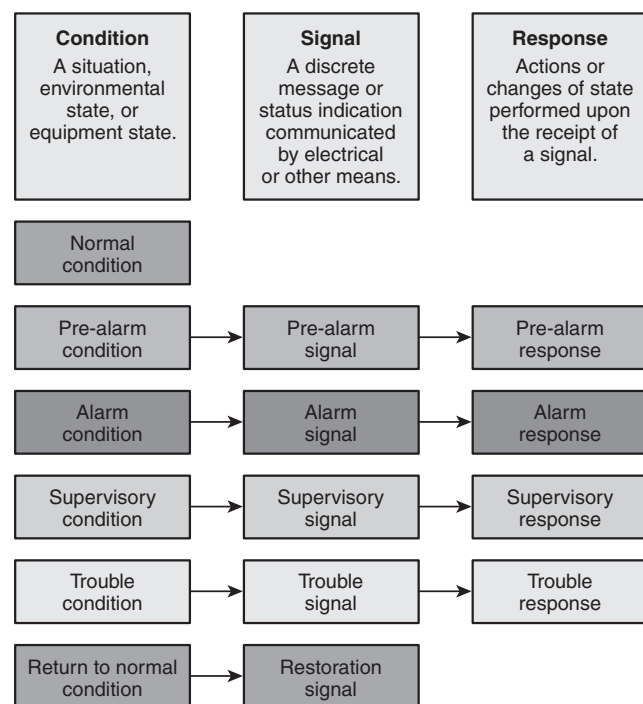 Condition
A situation,
environmental
state, or
equipment state.
Signal
A discrete
message or
status indication
communicated
by electrical
or other means.
Response
Actions or
changes of state
performed upon
the receipt of
a signal.
Normal
condition
Pre-alarm
condition
Pre-alarm
signal
Pre-alarm
response
Alarm
condition
Alarm
signal
Alarm
response
Supervisory
condition
Supervisory
signal
Supervisory
response
Trouble
condition
Trouble
signal
Trouble
response
Return to normal
condition
Restoration
signal